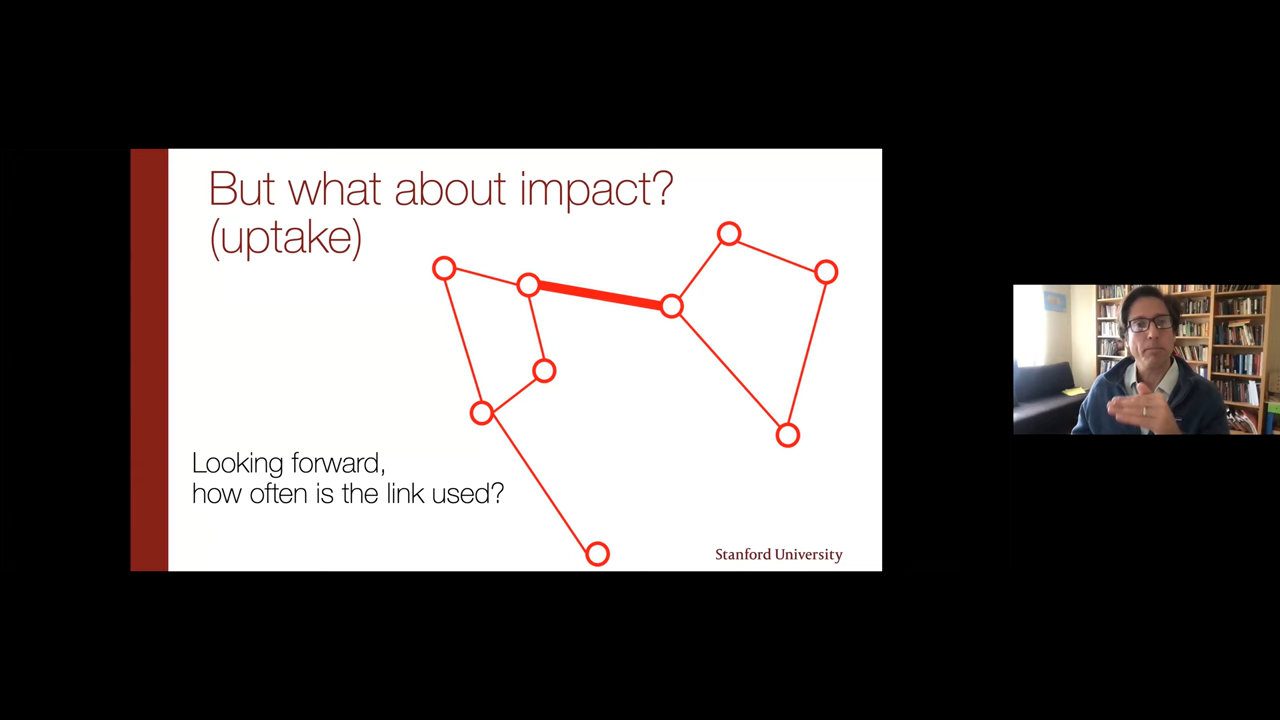 But what about impact?
(uptake)
Looking forward,
how often is the link used?
Stanford University